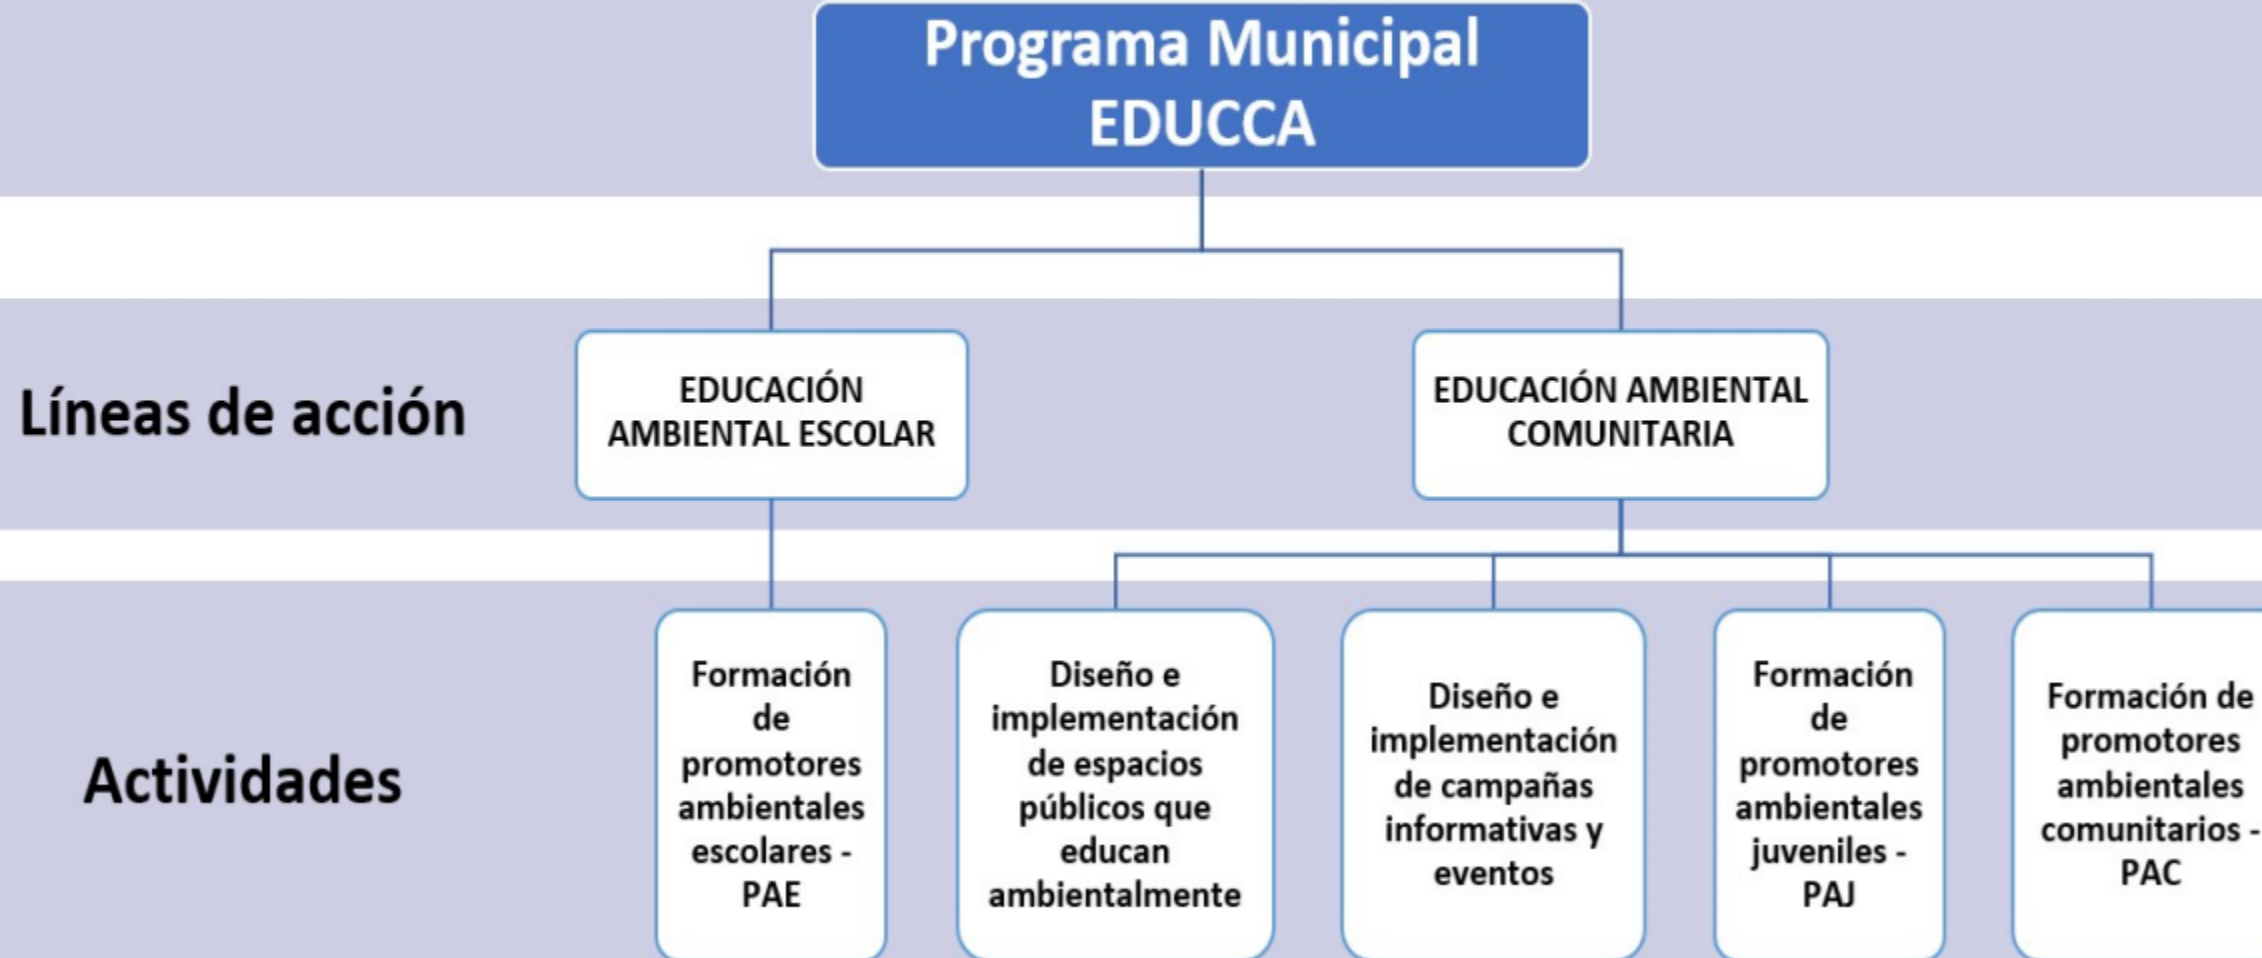 Programa Municipal
EDUCCA
Líneas de acción
EDUCACIÓN
AMBIENTAL ESCOLAR
EDUCACIÓN AMBIENTAL
COMUNITARIA
Actividades
Formación
de
promotores
ambientales
escolares -
PAE
Diseño e
implementación
de espacios
públicos que
educan
ambientalmente
Diseño e
implementación
de campañas
informativas y
eventos
Formación
de
promotores
ambientales
juveniles -
PAJ
Formación de
promotores
ambientales
comunitarios -
PAC